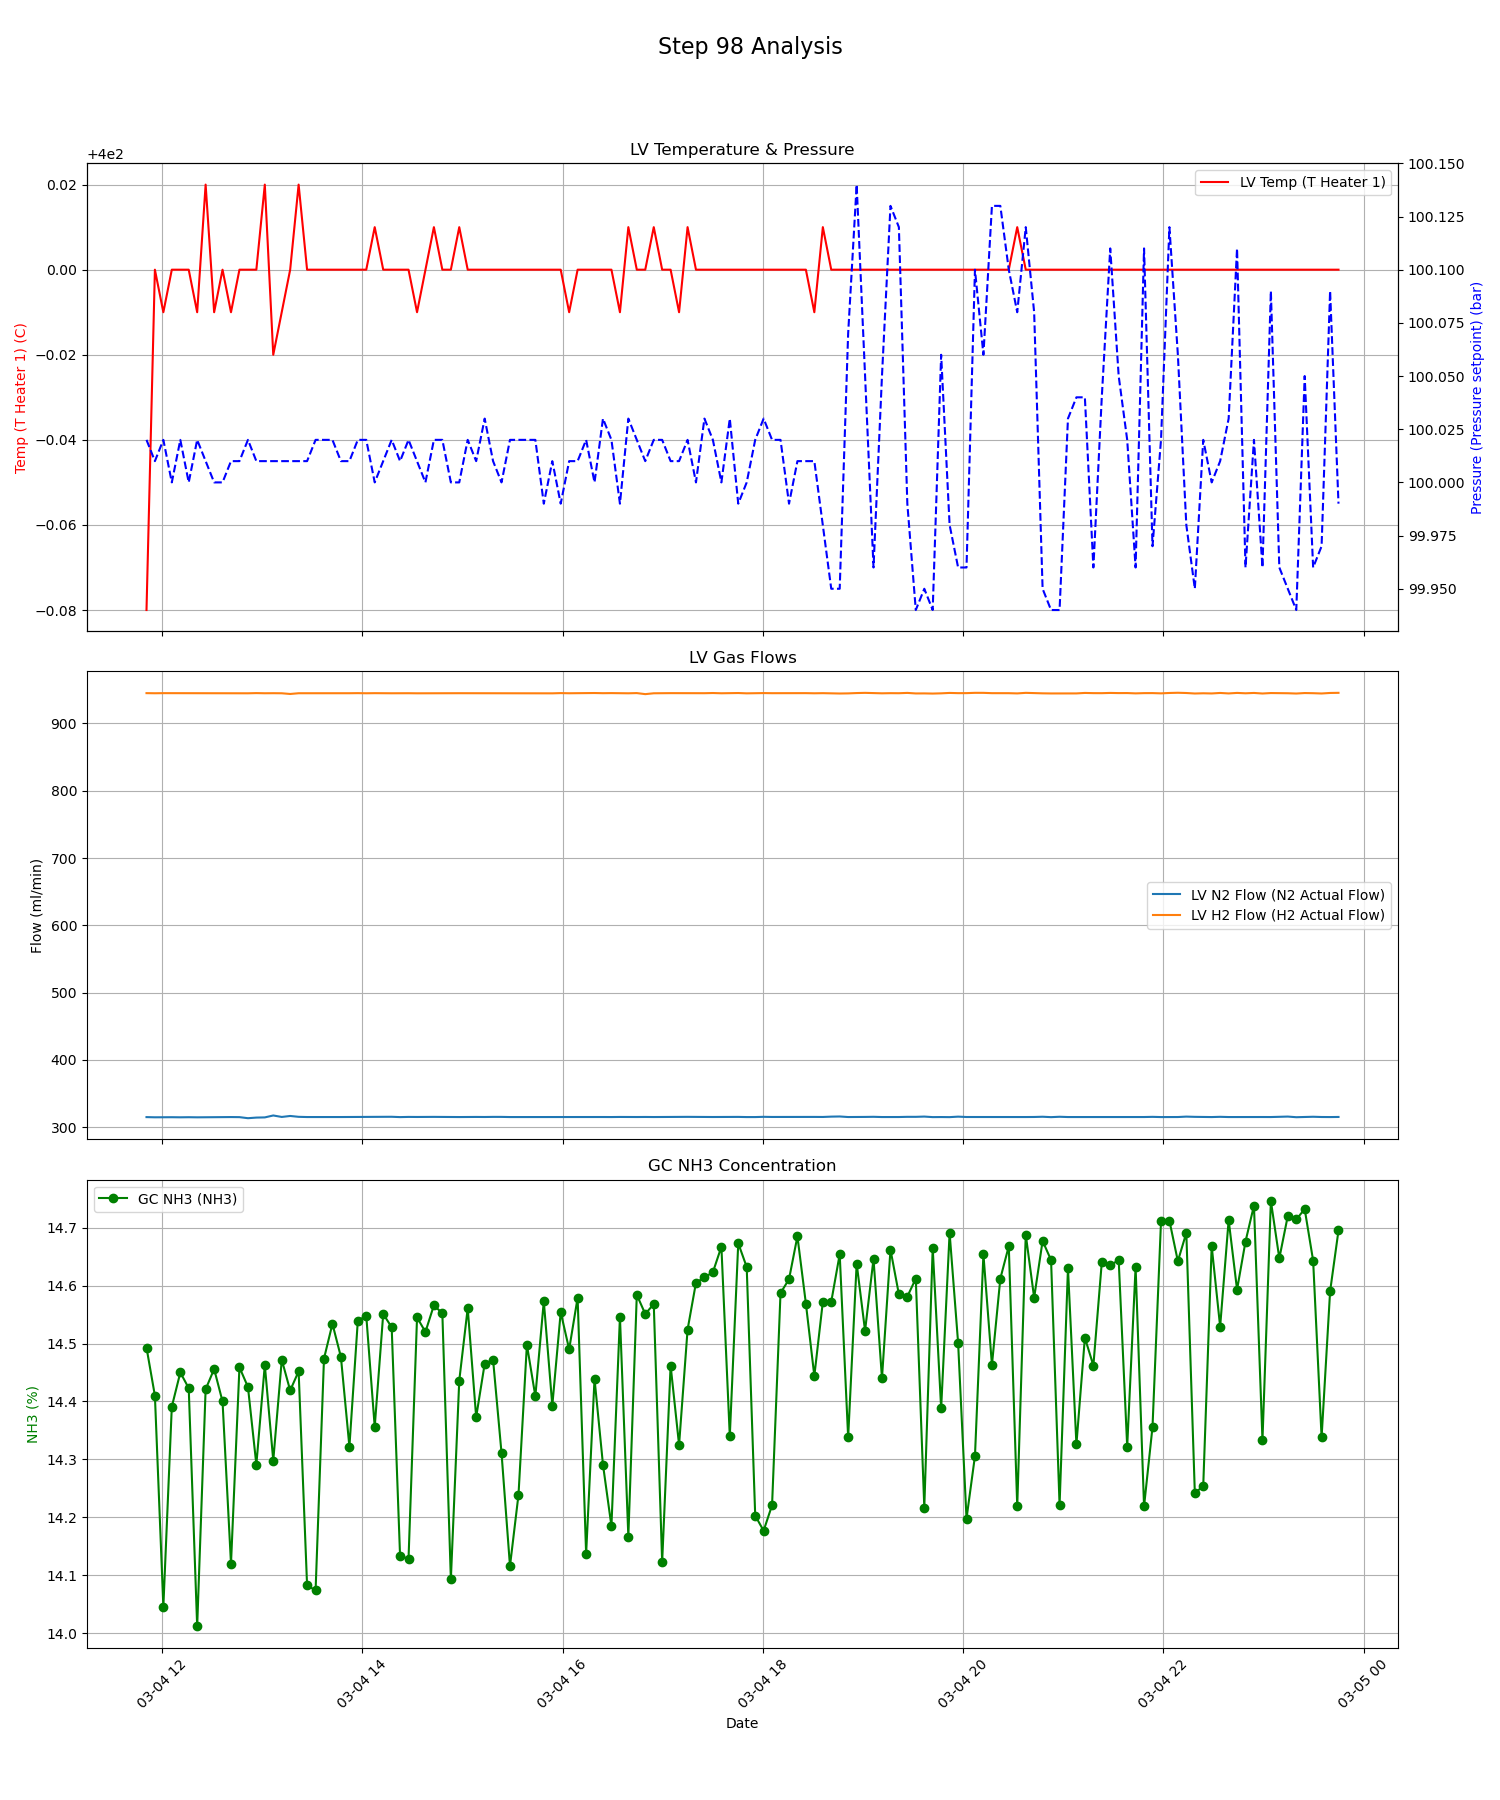 Step 98 Analysis
LV Temperature & Pressure
+4e2
LV Temp (T Heater 1)
0.02
0.00
−0.02
−0.04
−0.06
−0.08
Temp (T Heater 1) (C)
100.150
100.125
100.100
100.075
100.050
100.025
100.000
99.975
99.950
Pressure (Pressure setpoint) (bar)
LV Gas Flows
900
800
700
600
500
400
300
Flow (ml/min)
LV N2 Flow (N2 Actual Flow)
LV H2 Flow (H2 Actual Flow)
GC NH3 Concentration
GC NH3 (NH3)
14.7
14.6
14.5
14.4
14.3
14.2
14.1
14.0
NH3 (%)
03-04 12
03-04 14
03-04 16
03-04 18
03-04 20
03-04 22
03-05 00
Date